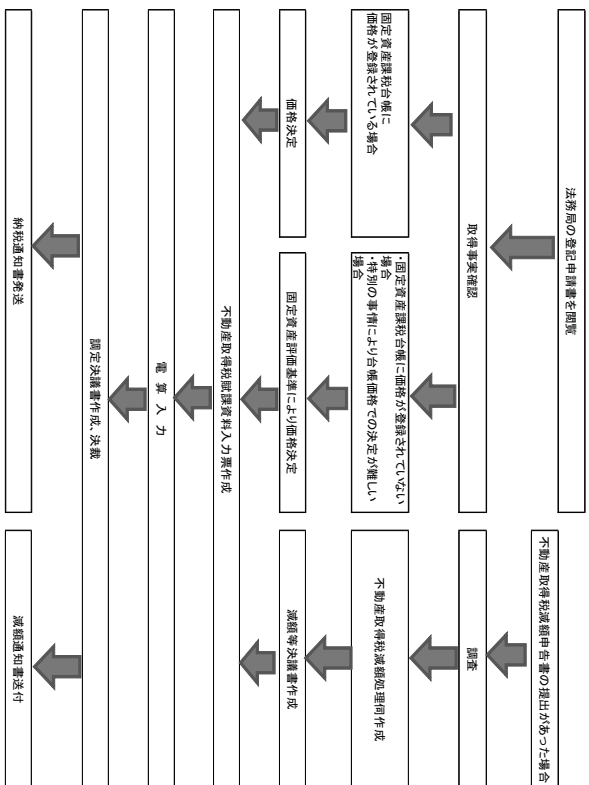 法務局の登記申請書を閲覧
不動産取得税減額申告書の提出があった場合
取得事実確認
調査
固定資産課税台帳に
価格が登録されている場合
・固定資産課税台帳に価格が登録されていない
場合
・特別の事情により台帳価格での決定が難しい
場合
不動産取得税減額処理伺作成
価格決定
固定資産評価基準により価格決定
減額等決議書作成
不動産取得税賦課資料入力票作成
電 算 入 力
調定決議書作成、決裁
納税通知書発送
減額通知書送付